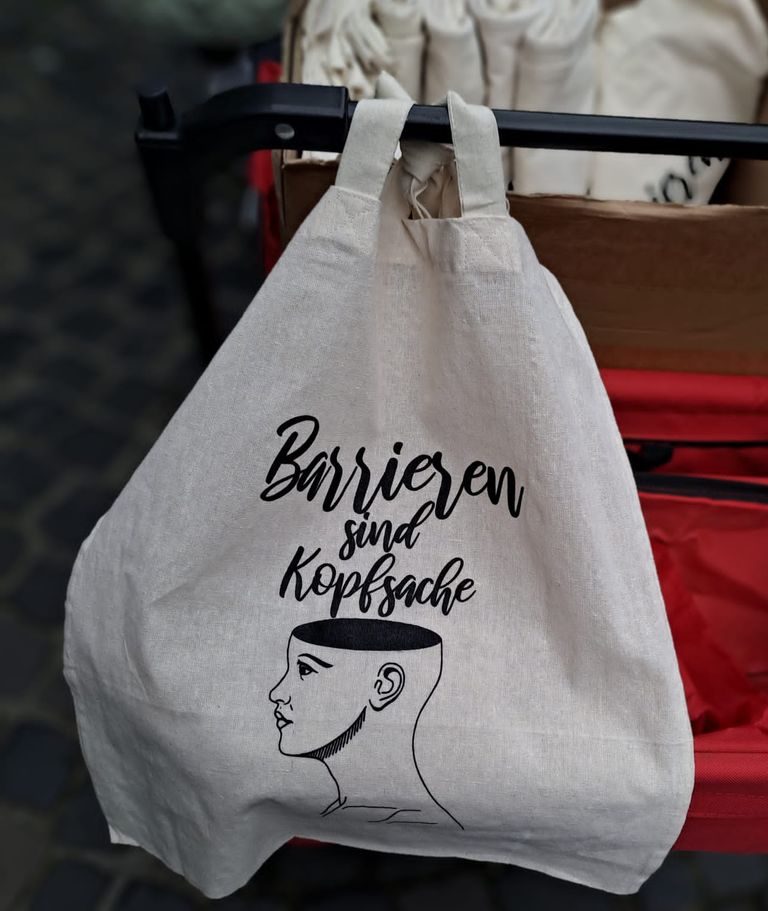 Barrieren
sind
Kopfsache